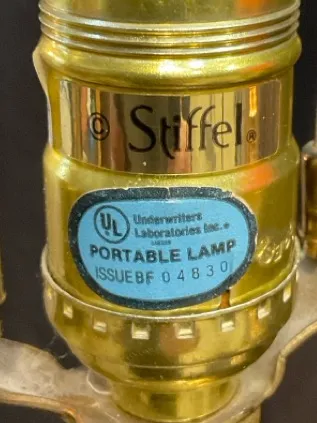 © Stiffel®
UL Underwriters
Laboratories Inc.®
PORTABLE LAMP
ISSUE BF 04830